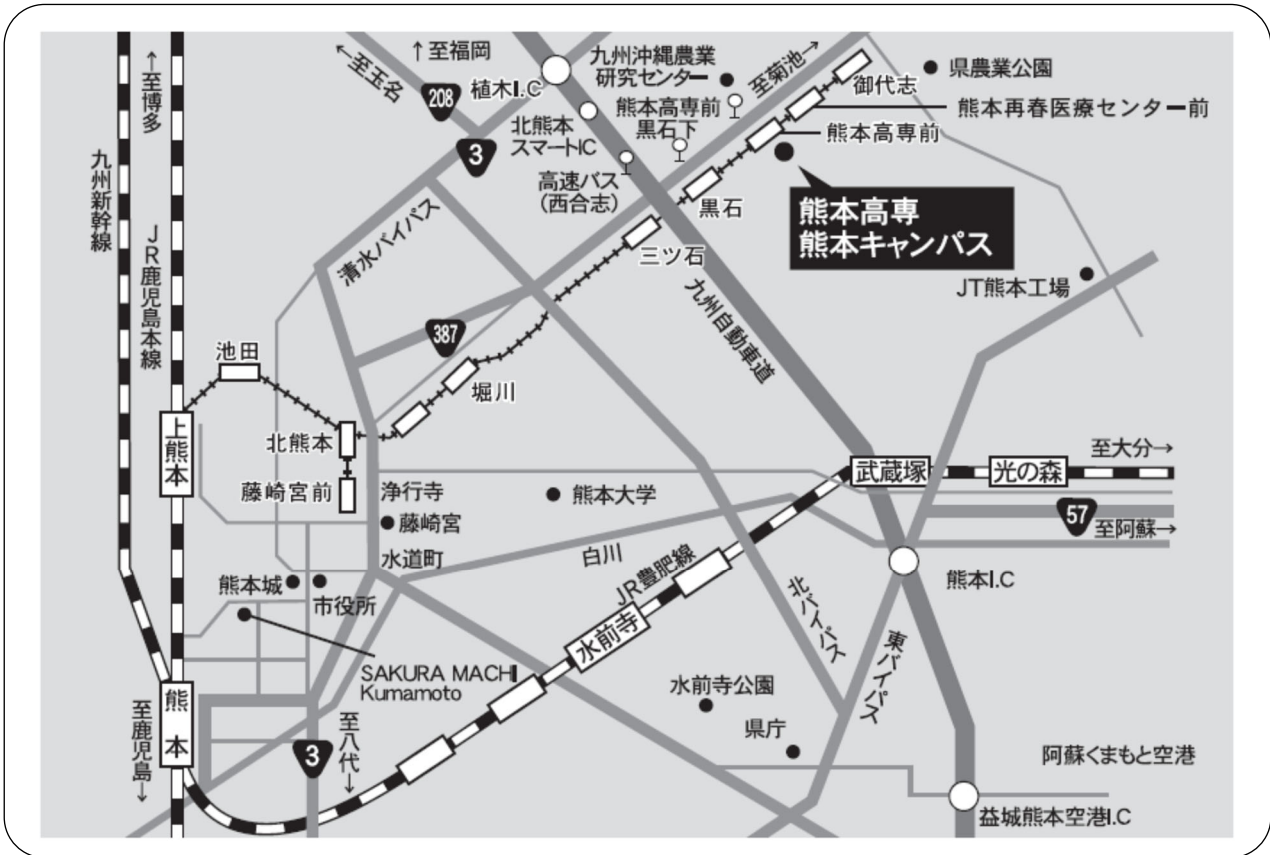 ↑至福岡
九州沖縄農業
研究センター
←至玉名
植木I.C
至菊池→
県農業公園
御代志
208
熊本高専前
熊本再春医療センター前
←至博多
北熊本
スマートIC
黒石下
熊本高専前
3
九州新幹線
JR鹿児島本線
高速バス
(西合志)
黒石
熊本高専
熊本キャンパス
清水バイパス
三ツ石
JT熊本工場
九州自動車道
387
池田
堀川
上熊本
北熊本
至大分→
武蔵塚
光の森
藤崎宮前
浄行寺
熊本大学
藤崎宮
57
至阿蘇→
水道町
白川
JR豊肥線
熊本城
市役所
熊本I.C
北バイパス
水前寺
東バイパス
SAKURA MACHI
Kumamoto
水前寺公園
熊本
県庁
至鹿児島→
3
至八代→
阿蘇くまもと空港
益城熊本空港I.C